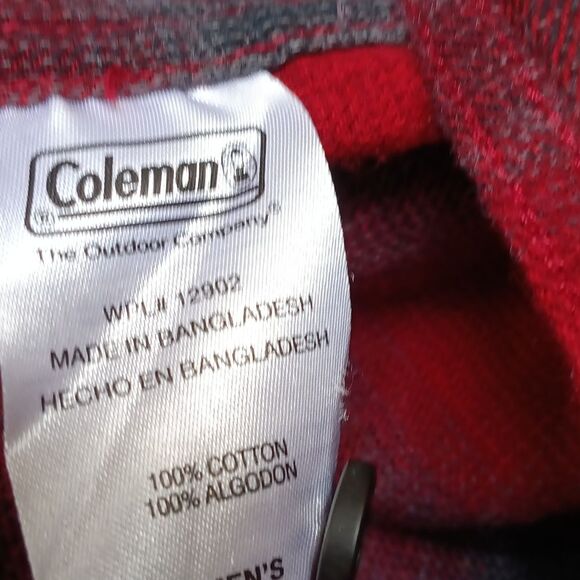 Coleman®
The Outdoor Company®
WPL# 12902
MADE IN BANGLADESH
HECHO EN BANGLADESH
100% COTTON
100% ALGODON